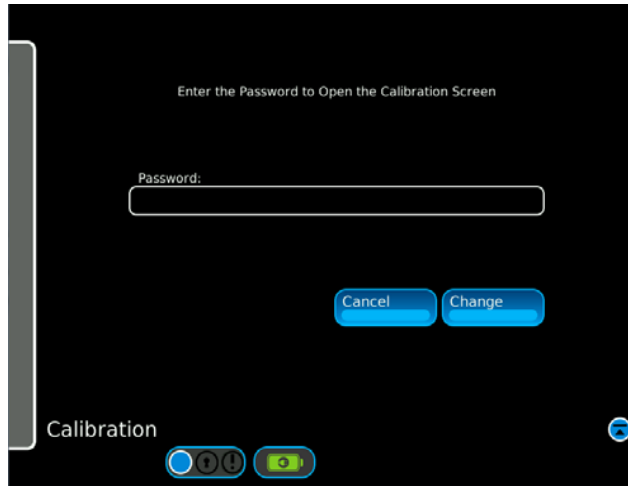 Enter the Password to Open the Calibration Screen
Password:
Cancel
Change
Calibration